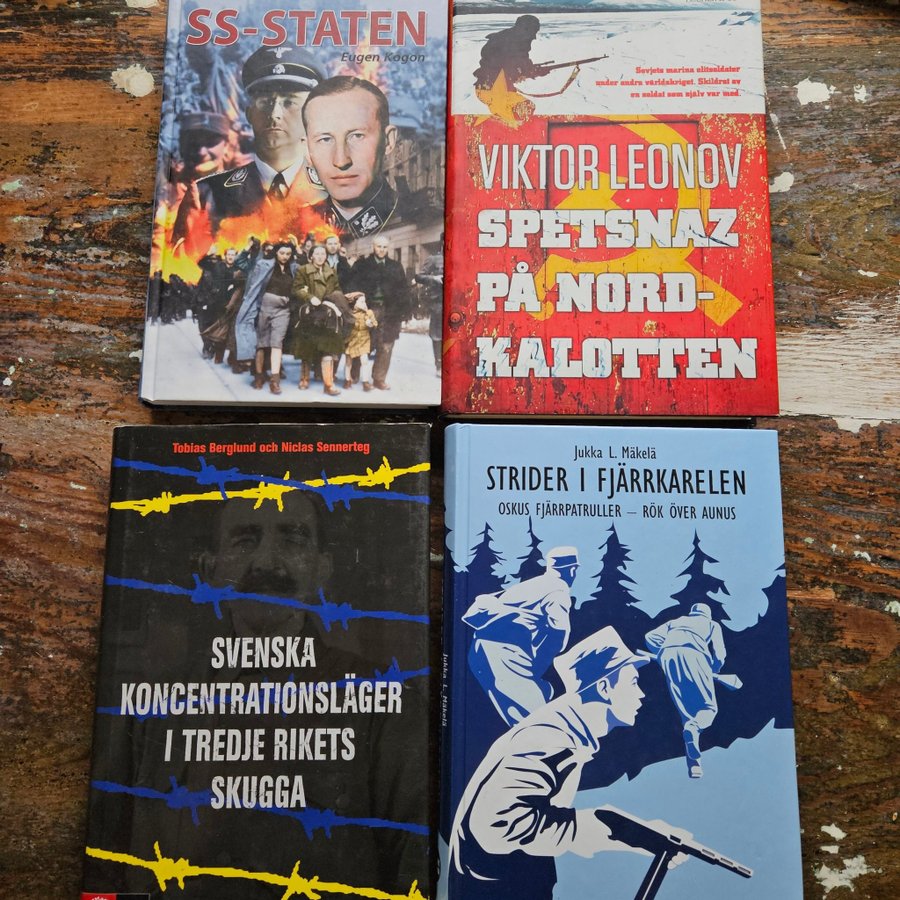 SS-STATEN
Eugen Kogon
Sovjets marina elitsoldater
under andra världskriget. Skildrat av
en soldat som själv var med.
VIKTOR LEONOV
SPETSNAZ
PÅ NORD-
KALOTTEN
Tobias Berglund och Niclas Sennerteg
SVENSKA
KONCENTRATIONSLÄGER
I TREDJE RIKETS
SKUGGA
Jukka L. Mäkelä
STRIDER I FJÄRRKARELEN
OSKUS FJÄRRPATRULLER – RÖK ÖVER AUNUS
Jukka L. Mäkelä